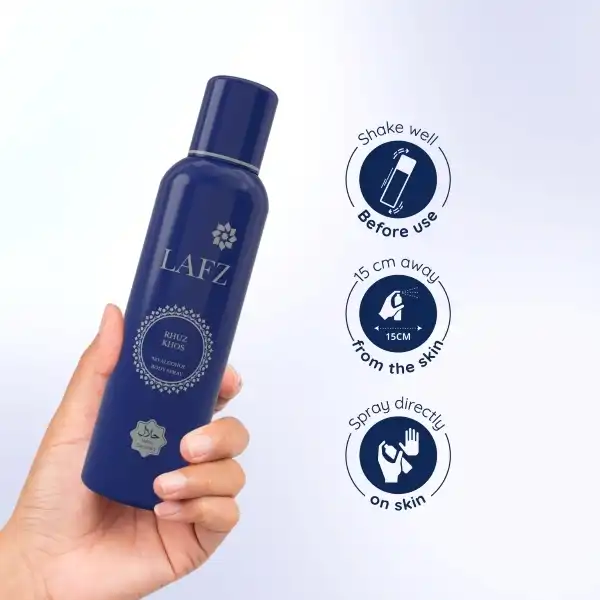 LAFZ
RHUZ
KHOS
NO ALCOHOL
BODY SPRAY
حلال
Shake well
Before use
15 cm away
15CM
from the skin
Spray directly
on skin